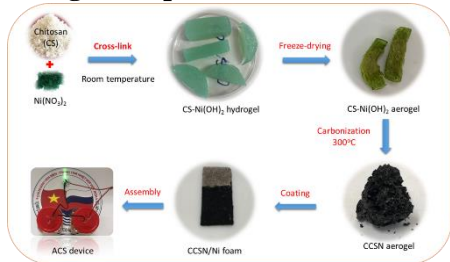 Chitosan
(CS)
+
Ni(NO₃)₂
Cross-link
Room temperature
CS-Ni(OH)₂ hydrogel
Freeze-drying
CS-Ni(OH)₂ aerogel
Carbonization
300⁰C
CCSN aerogel
Coating
CCSN/Ni foam
Assembly
ACS device